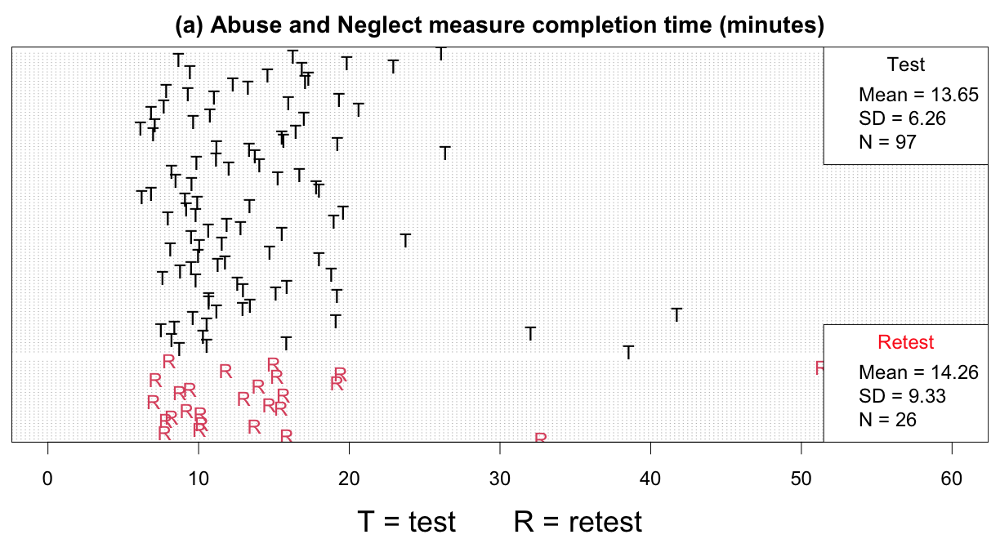 (a) Abuse and Neglect measure completion time (minutes)
Test
Mean = 13.65
SD = 6.26
N = 97
Retest
Mean = 14.26
SD = 9.33
N = 26
0 10 20 30 40 50 60
T = test R = retest